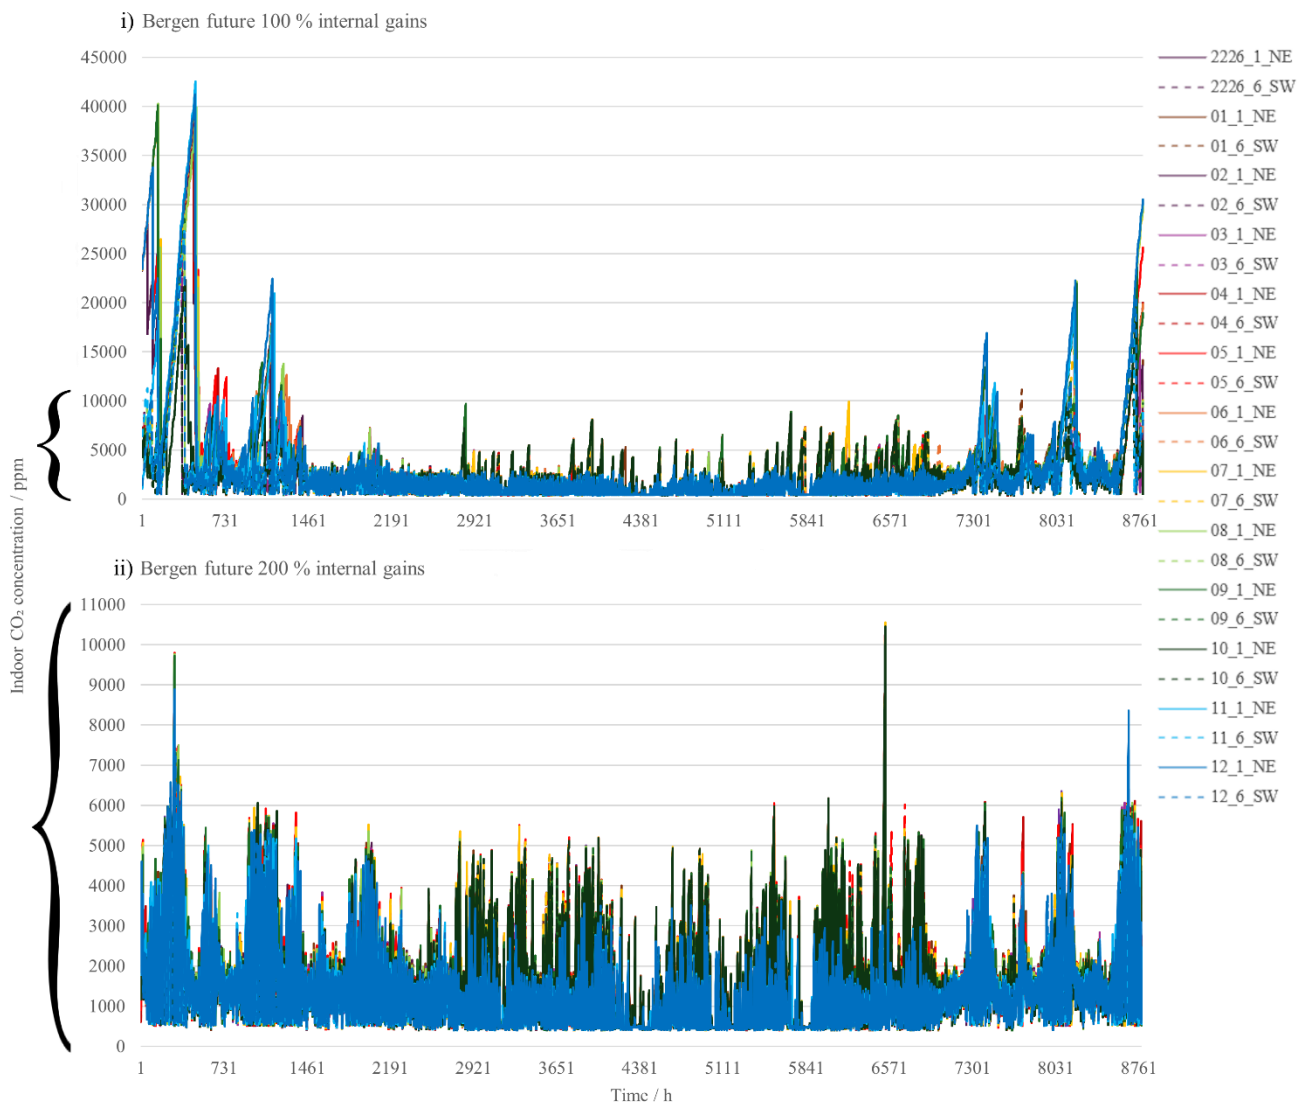 i) Bergen future 100 % internal gains
45000
40000
35000
30000
25000
20000
15000
10000
5000
0
1 731 1461 2191 2921 3651 4381 5111 5841 6571 7301 8031 8761
ii) Bergen future 200 % internal gains
11000
10000
9000
8000
7000
6000
5000
4000
3000
2000
1000
0
1 731 1461 2191 2921 3651 4381 5111 5841 6571 7301 8031 8761
Time / h
Indoor CO₂ concentration / ppm
2226_1_NE
2226_6_SW
01_1_NE
01_6_SW
02_1_NE
02_6_SW
03_1_NE
03_6_SW
04_1_NE
04_6_SW
05_1_NE
05_6_SW
06_1_NE
06_6_SW
07_1_NE
07_6_SW
08_1_NE
08_6_SW
09_1_NE
09_6_SW
10_1_NE
10_6_SW
11_1_NE
11_6_SW
12_1_NE
12_6_SW